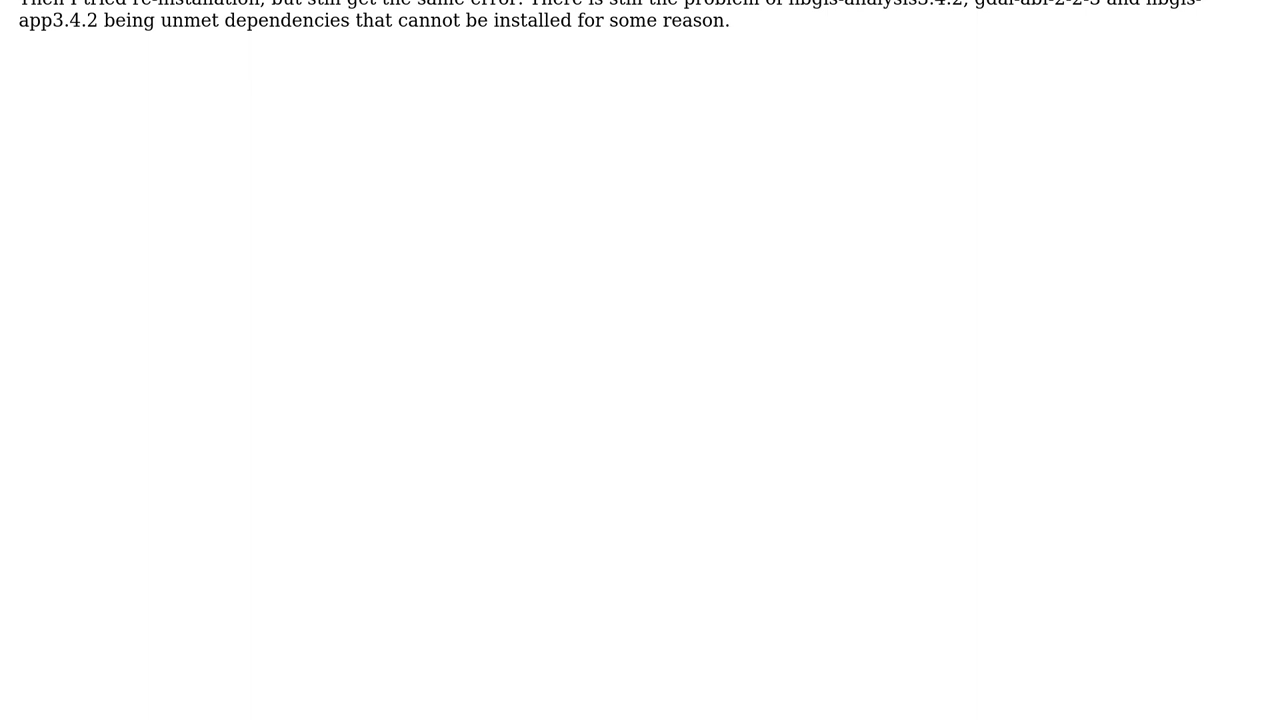 Then I tried re-installation, but still get the same error. There is still the problem of libqgis-analysis3.4.2, gdal-abi-2-2-3 and libqgis-
app3.4.2 being unmet dependencies that cannot be installed for some reason.